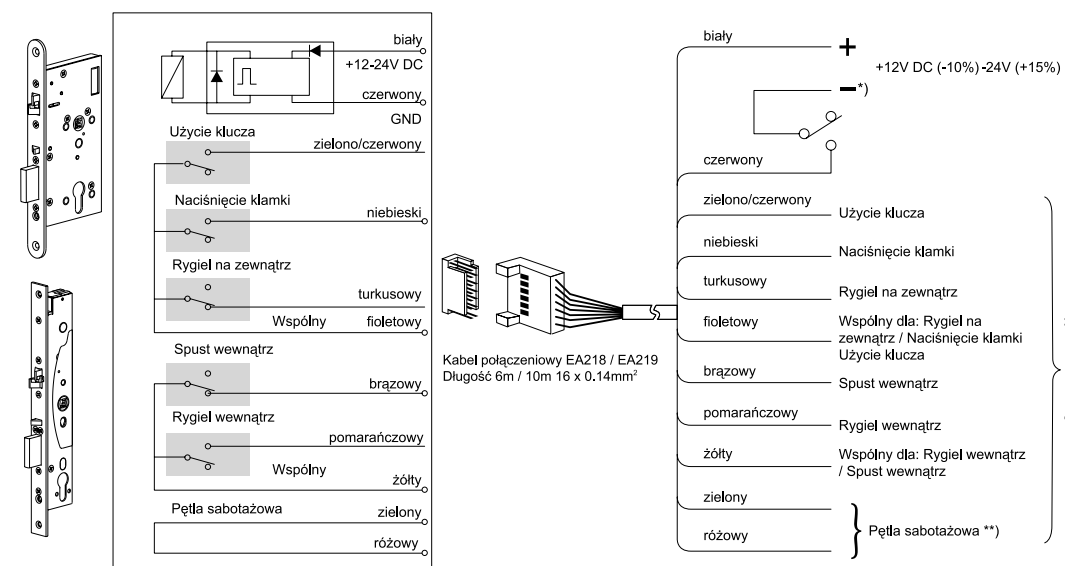 biały
+12-24V DC
czerwony
GND
Użycie klucza
zielono/czerwony
Naciśnięcie klamki
niebieski
Rygiel na zewnątrz
turkusowy
Wspólny fioletowy
Spust wewnątrz
brązowy
Rygiel wewnątrz
pomarańczowy
Wspólny
żółty
Pętla sabotażowa zielony
różowy
Kabel połączeniowy EA218 / EA219
Długość 6m / 10m 16 x 0.14mm²
biały
+
+12V DC (-10%) -24V (+15%)
–*)
czerwony
zielono/czerwony
Użycie klucza
niebieski
Naciśnięcie klamki
turkusowy
Rygiel na zewnątrz
fioletowy
Wspólny dla: Rygiel na
zewnątrz / Naciśnięcie klamki
Użycie klucza
brązowy
Spust wewnątrz
pomarańczowy
Rygiel wewnątrz
żółty
Wspólny dla: Rygiel wewnątrz
/ Spust wewnątrz
zielony
różowy
Pętla sabotażowa **)